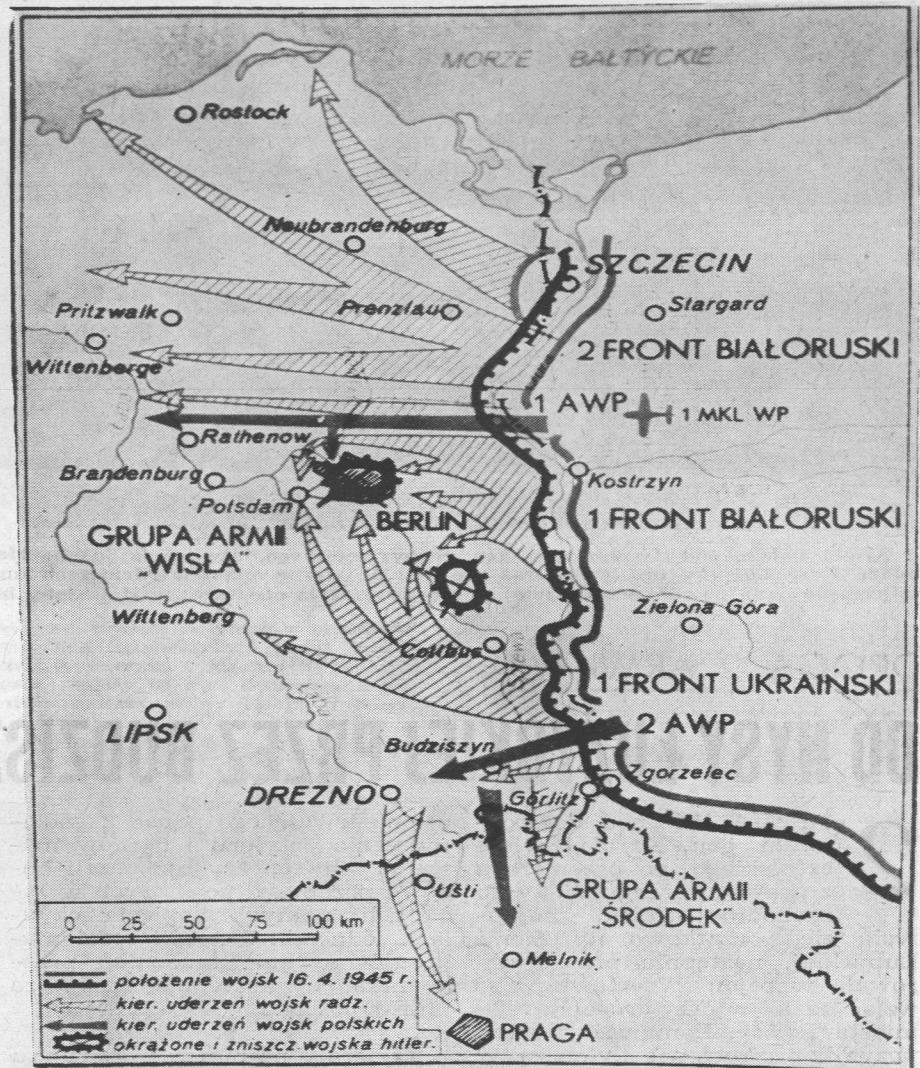 MORZE BAŁTYCKIE
Rostock
Neubrandenburg
SZCZECIN
Prenzlau
Stargard
Pritzwalk
2 FRONT BIAŁORUSKI
Wittenberge
1 AWP
1 MKL WP
Rathenow
Brandenburg
Kostrzyn
Potsdam
BERLIN
1 FRONT BIAŁORUSKI
GRUPA ARMII
„WISŁA”
Wittenberg
Zielona Góra
Cottbus
1 FRONT UKRAIŃSKI
LIPSK
2 AWP
Budziszyn
Zgorzelec
DREZNO
Görlitz
Ušti
GRUPA ARMII
„ŚRODEK”
0 25 50 75 100 km
Melnik
położenie wojsk 16.4.1945 r.
kier. uderzeń wojsk radz.
kier. uderzeń wojsk polskich
okrążone i zniszcz. wojska hitler.
PRAGA